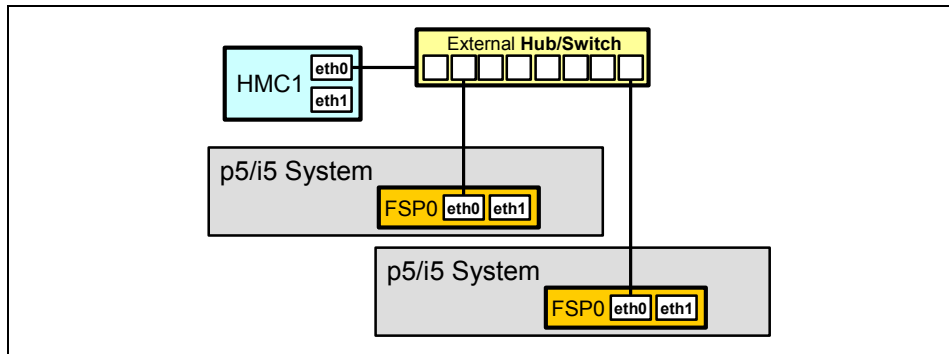 External Hub/Switch
HMC1
eth0
eth1
p5/i5 System
FSP0 eth0 eth1
p5/i5 System
FSP0 eth0 eth1